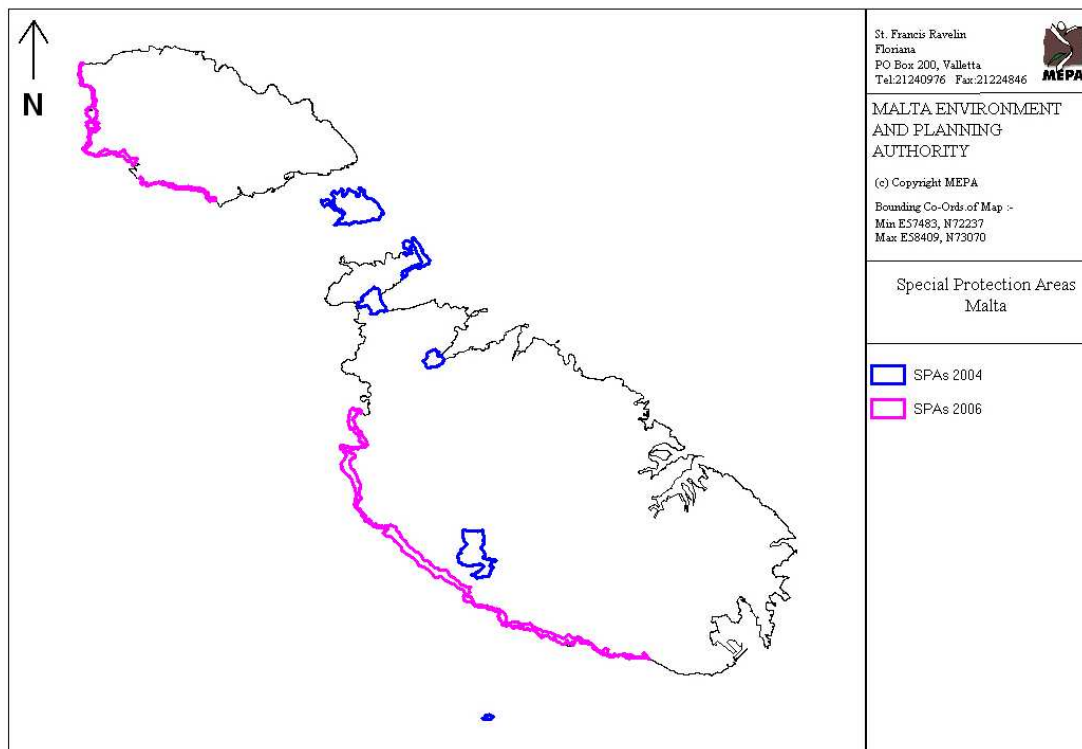 N
St. Francis Ravelin
Floriana
PO Box 200, Valletta
Tel:21240976 Fax:21224846
MEPA
MALTA ENVIRONMENT
AND PLANNING
AUTHORITY
(c) Copyright MEPA
Bounding Co-Ords.of Map :-
Min E57483, N72237
Max E58409, N73070
Special Protection Areas
Malta
SPAs 2004
SPAs 2006